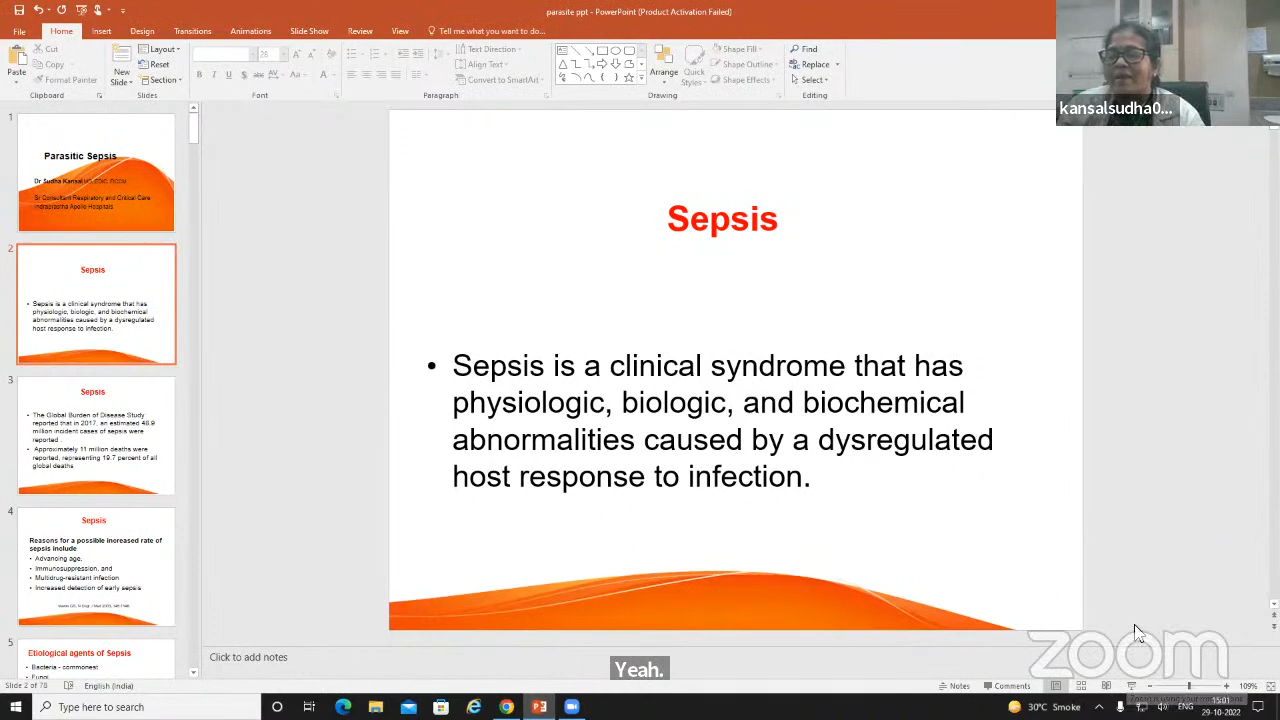 parasite ppt - PowerPoint (Product Activation Failed)
File Home Insert Design Transitions Animations Slide Show Review View Tell me what you want to do...
Paste
Cut
Copy
Format Painter
Clipboard
New Slide
Layout
Reset
Section
Slides
28
Font
Text Direction
Align Text
Convert to SmartArt
Paragraph
Arrange
Quick Styles
Shape Fill
Shape Outline
Shape Effects
Drawing
Find
Replace
Select
Editing
kansalsudha0...
1
Parasitic Sepsis
Dr Sudha Kansal
Sr Consultant Respiratory and Critical Care
Indraprastha Apollo Hospitals
2
Sepsis
Sepsis is a clinical syndrome that has
physiologic, biologic, and biochemical
abnormalities caused by a dysregulated
host response to infection.
3
Sepsis
• The Global Burden of Disease Study
reported that in 2017, an estimated 48.9
million incident cases of sepsis were
reported
• Approximately 11 million deaths were
reported, representing 19.7 percent of all
global deaths
4
Sepsis
Reasons for a possible increased rate of
sepsis include
• Advancing age,
• Immunosuppression, and
• Multidrug-resistant infection
• Increased detection of early sepsis
5
Etiological agents of Sepsis
• Bacteria - commonest
• Fungi
Sepsis
• Sepsis is a clinical syndrome that has
physiologic, biologic, and biochemical
abnormalities caused by a dysregulated
host response to infection.
Click to add notes
Yeah.
zoom
Slide 2 of 78 English (India) Notes Comments 109%
Type here to search
30°C Smoke ENG 15:01
29-10-2022